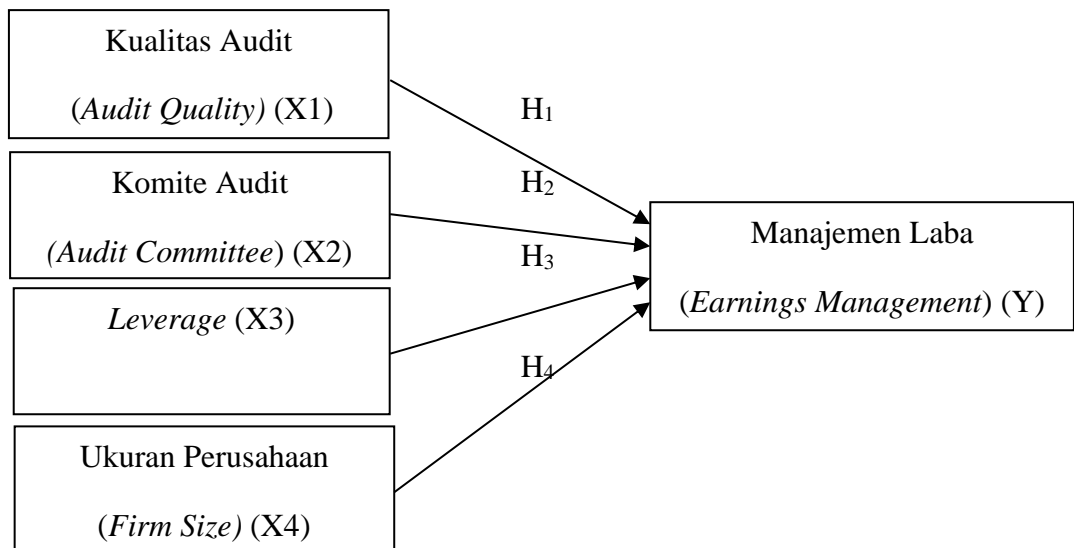 Kualitas Audit
(Audit Quality) (X1)
H1
Komite Audit
(Audit Committee) (X2)
H2
Leverage (X3)
H3
Ukuran Perusahaan
(Firm Size) (X4)
H4
Manajemen Laba
(Earnings Management) (Y)